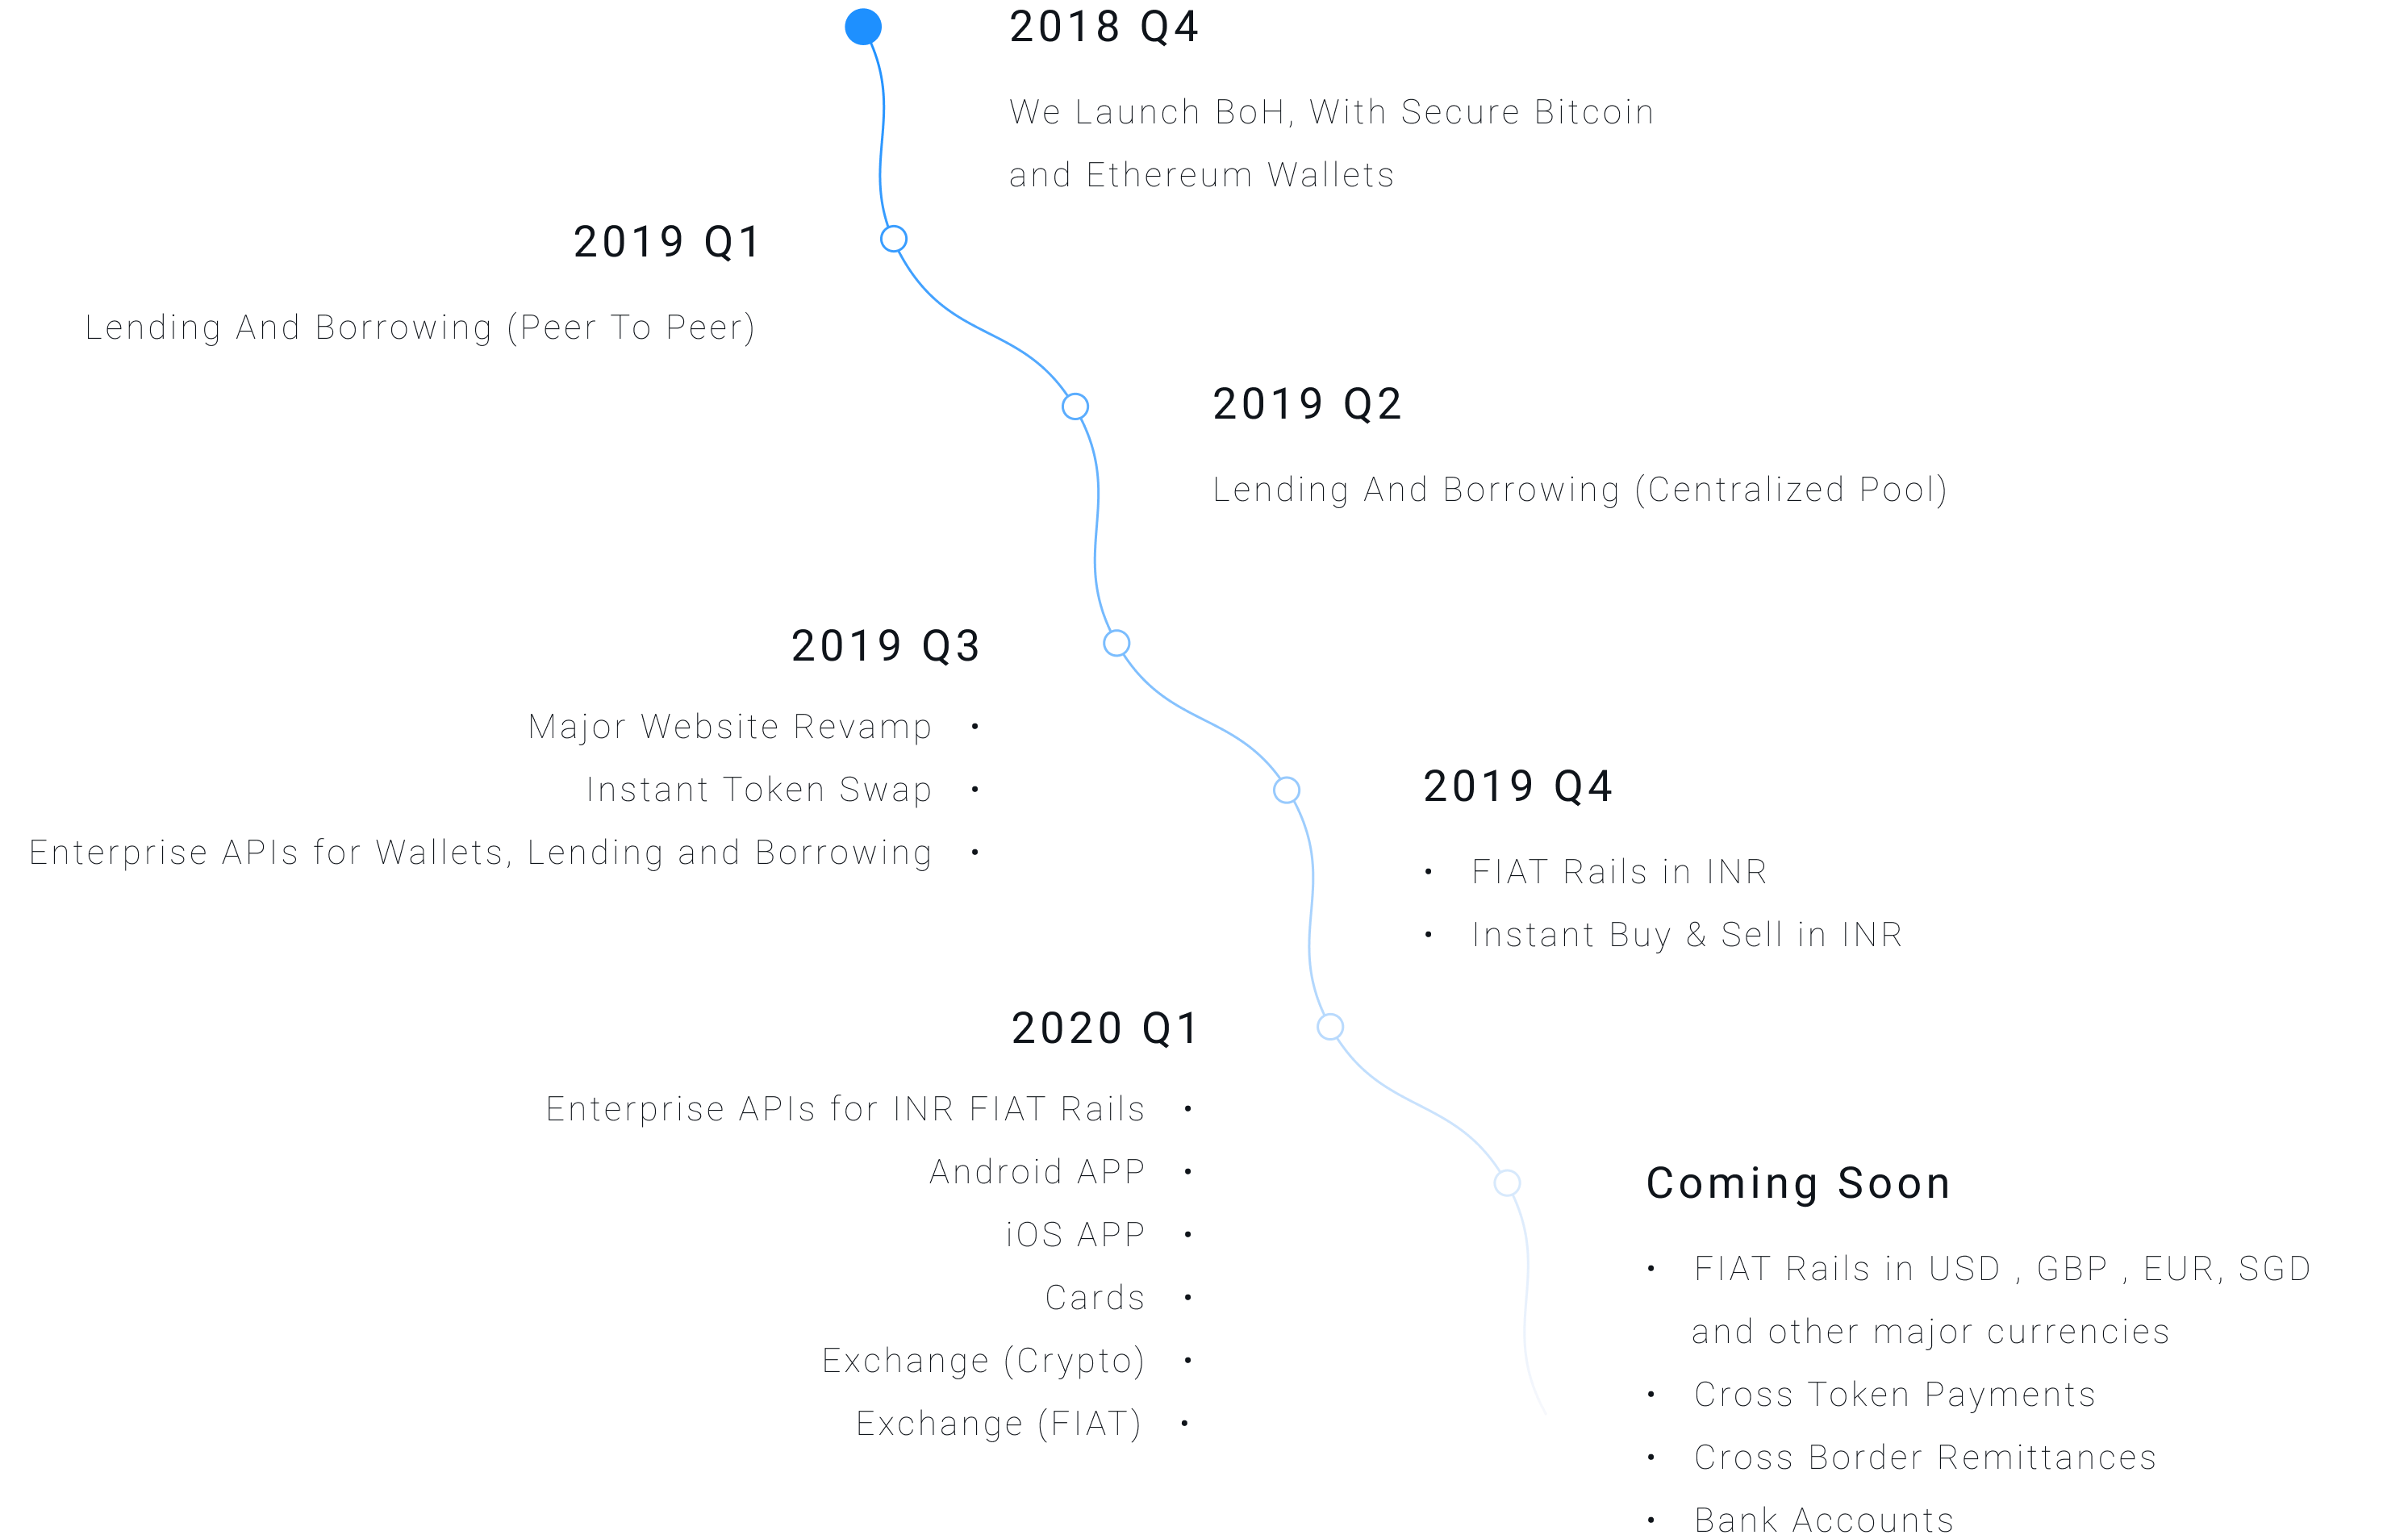 2018 Q4
We Launch BoH, With Secure Bitcoin
and Ethereum Wallets
2019 Q1
Lending And Borrowing (Peer To Peer)
2019 Q2
Lending And Borrowing (Centralized Pool)
2019 Q3
Major Website Revamp •
Instant Token Swap •
Enterprise APIs for Wallets, Lending and Borrowing •
2019 Q4
• FIAT Rails in INR
• Instant Buy & Sell in INR
2020 Q1
Enterprise APIs for INR FIAT Rails •
Android APP •
iOS APP •
Cards •
Exchange (Crypto) •
Exchange (FIAT) •
Coming Soon
• FIAT Rails in USD , GBP , EUR, SGD
and other major currencies
• Cross Token Payments
• Cross Border Remittances
• Bank Accounts